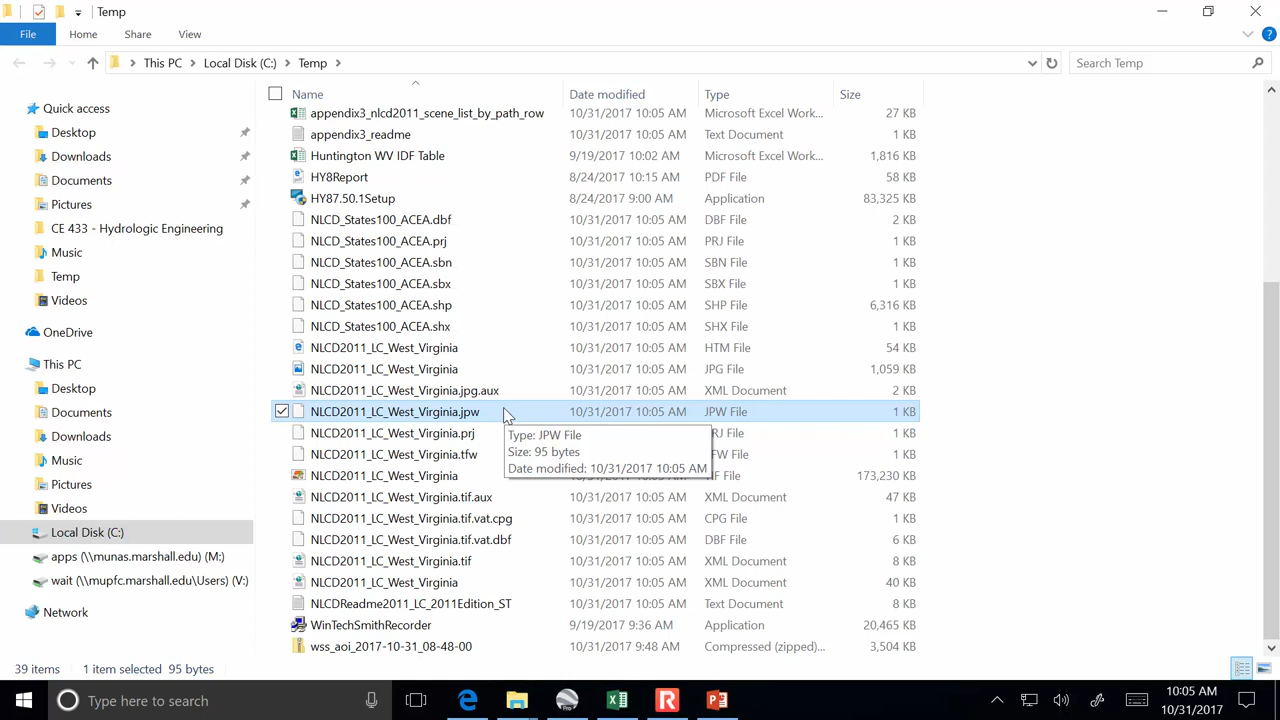 Temp
File Home Share View
This PC Local Disk (C:) Temp
Search Temp
Name Date modified Type Size
appendix3_nlcd2011_scene_list_by_path_row 10/31/2017 10:05 AM Microsoft Excel Work... 27 KB
appendix3_readme 10/31/2017 10:05 AM Text Document 1 KB
Huntington WV IDF Table 9/19/2017 10:02 AM Microsoft Excel Work... 1,816 KB
HY8Report 8/24/2017 10:15 AM PDF File 58 KB
HY87.50.1Setup 8/24/2017 9:00 AM Application 83,325 KB
NLCD_States100_ACEA.dbf 10/31/2017 10:05 AM DBF File 2 KB
NLCD_States100_ACEA.prj 10/31/2017 10:05 AM PRJ File 1 KB
NLCD_States100_ACEA.sbn 10/31/2017 10:05 AM SBN File 1 KB
NLCD_States100_ACEA.sbx 10/31/2017 10:05 AM SBX File 1 KB
NLCD_States100_ACEA.shp 10/31/2017 10:05 AM SHP File 6,316 KB
NLCD_States100_ACEA.shx 10/31/2017 10:05 AM SHX File 1 KB
NLCD2011_LC_West_Virginia 10/31/2017 10:05 AM HTM File 54 KB
NLCD2011_LC_West_Virginia 10/31/2017 10:05 AM JPG File 1,059 KB
NLCD2011_LC_West_Virginia.jpg.aux 10/31/2017 10:05 AM XML Document 2 KB
NLCD2011_LC_West_Virginia.jpw 10/31/2017 10:05 AM JPW File 1 KB
NLCD2011_LC_West_Virginia.prj RJ File 1 KB
NLCD2011_LC_West_Virginia.tfw 1 KB
NLCD2011_LC_West_Virginia IF File 173,230 KB
NLCD2011_LC_West_Virginia.tif.aux 10/31/2017 10:05 AM XML Document 47 KB
NLCD2011_LC_West_Virginia.tif.vat.cpg 10/31/2017 10:05 AM CPG File 1 KB
NLCD2011_LC_West_Virginia.tif.vat.dbf 10/31/2017 10:05 AM DBF File 6 KB
NLCD2011_LC_West_Virginia.tif 10/31/2017 10:05 AM XML Document 8 KB
NLCD2011_LC_West_Virginia 10/31/2017 10:05 AM XML Document 40 KB
NLCDReadme2011_LC_2011Edition_ST 10/31/2017 10:05 AM Text Document 8 KB
WinTechSmithRecorder 9/19/2017 9:36 AM Application 20,465 KB
wss_aoi_2017-10-31_08-48-00 10/31/2017 9:48 AM Compressed (zipped)... 3,504 KB
Type: JPW File
Size: 95 bytes
Date modified: 10/31/2017 10:05 AM
Quick access
Desktop
Downloads
Documents
Pictures
CE 433 - Hydrologic Engineering
Music
Temp
Videos
OneDrive
This PC
Desktop
Documents
Downloads
Music
Pictures
Videos
Local Disk (C:)
apps (\\munas.marshall.edu) (M:)
wait (\\mupfc.marshall.edu\Users) (V:)
Network
39 items 1 item selected 95 bytes
Type here to search
10:05 AM
10/31/2017